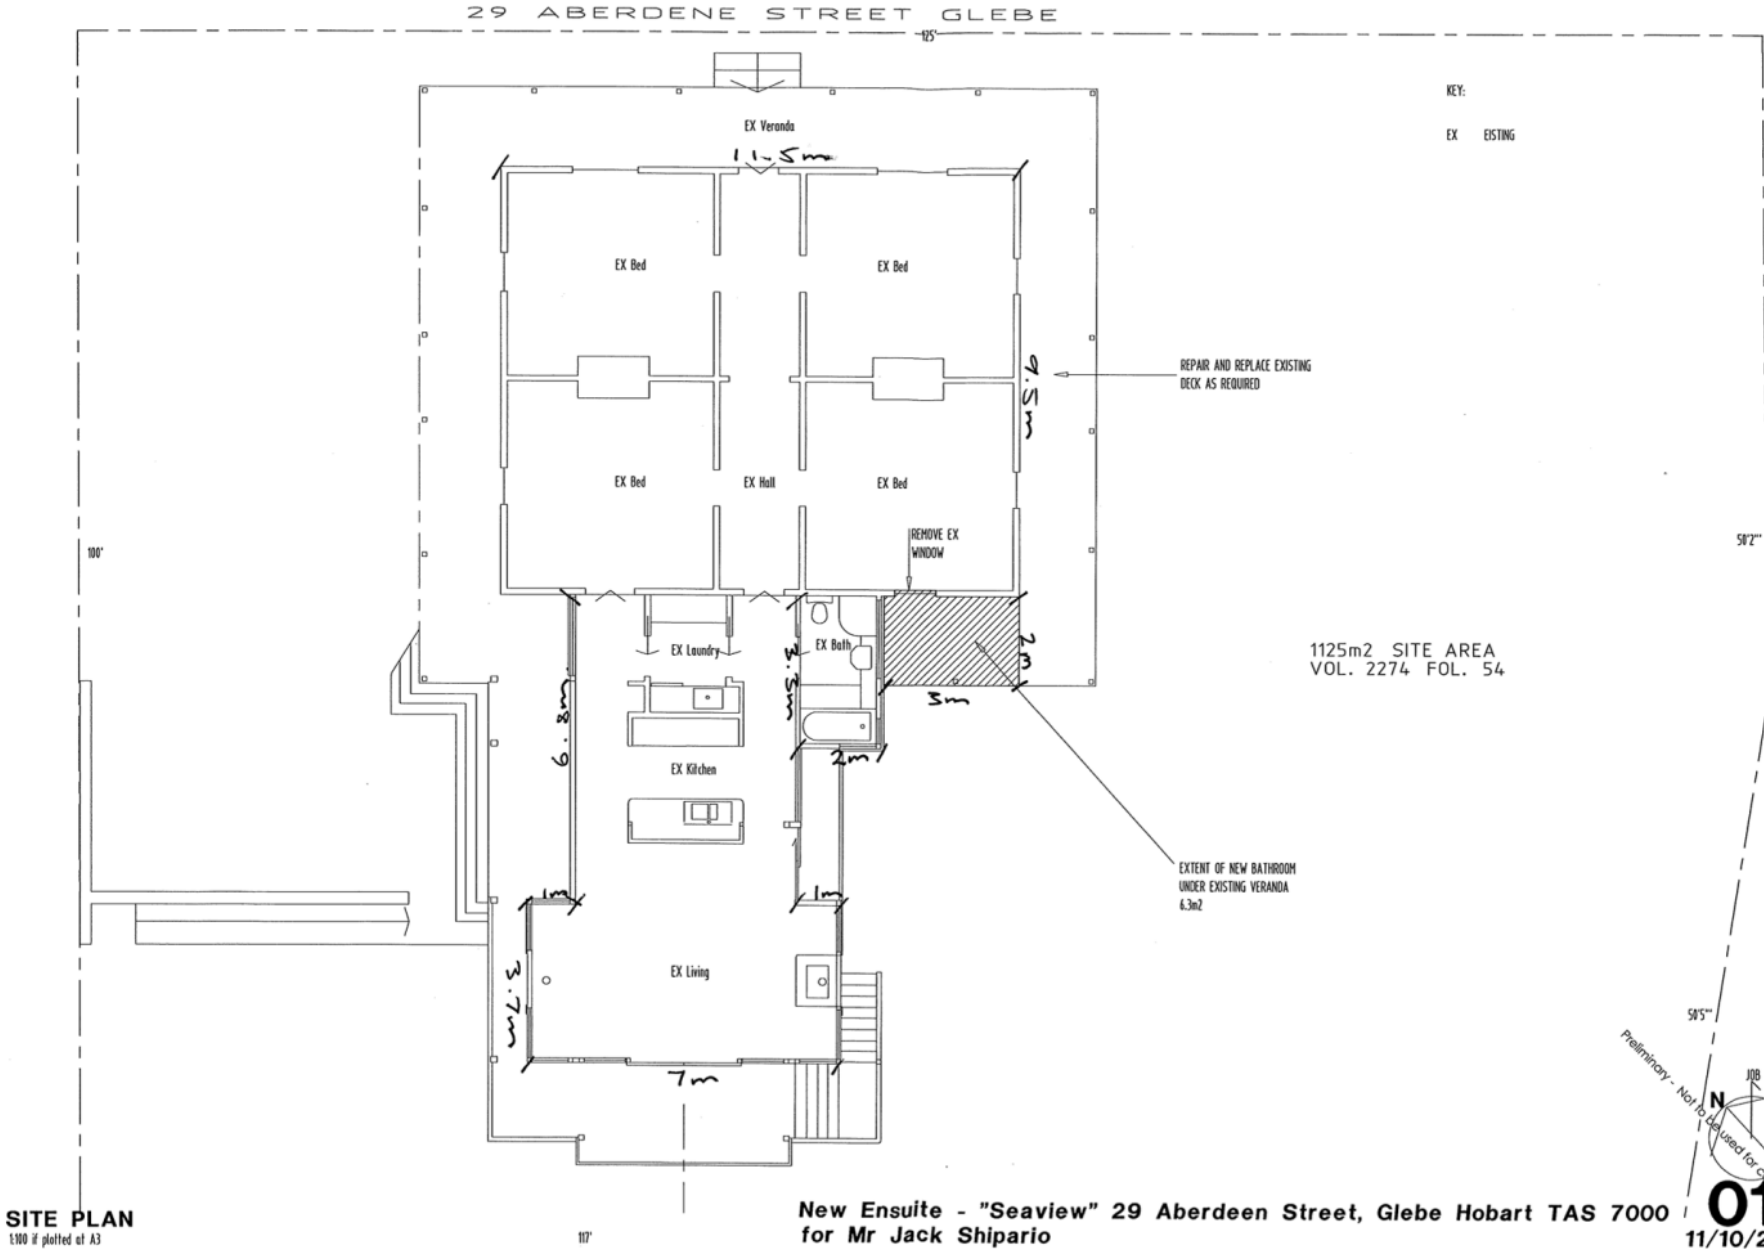 29 ABERDENE STREET GLEBE
125'
KEY:
EX EISTING
EX Veranda
11.5m
EX Bed
EX Bed
9.5m
REPAIR AND REPLACE EXISTING
DECK AS REQUIRED
EX Bed
EX Hall
EX Bed
REMOVE EX
WINDOW
100'
50'2"'
EX Laundry
EX Bath
3.3m
2m
3m
6.8m
2m
EX Kitchen
1125m2 SITE AREA
VOL. 2274 FOL. 54
EXTENT OF NEW BATHROOM
UNDER EXISTING VERANDA
6.3m2
1m
1m
EX Living
3.7m
7m
50'5"'
Preliminary - Not to be used for c
JOB
N
SITE PLAN
1:100 if plotted at A3
117'
New Ensuite - "Seaview" 29 Aberdeen Street, Glebe Hobart TAS 7000
for Mr Jack Shipario
01
11/10/2